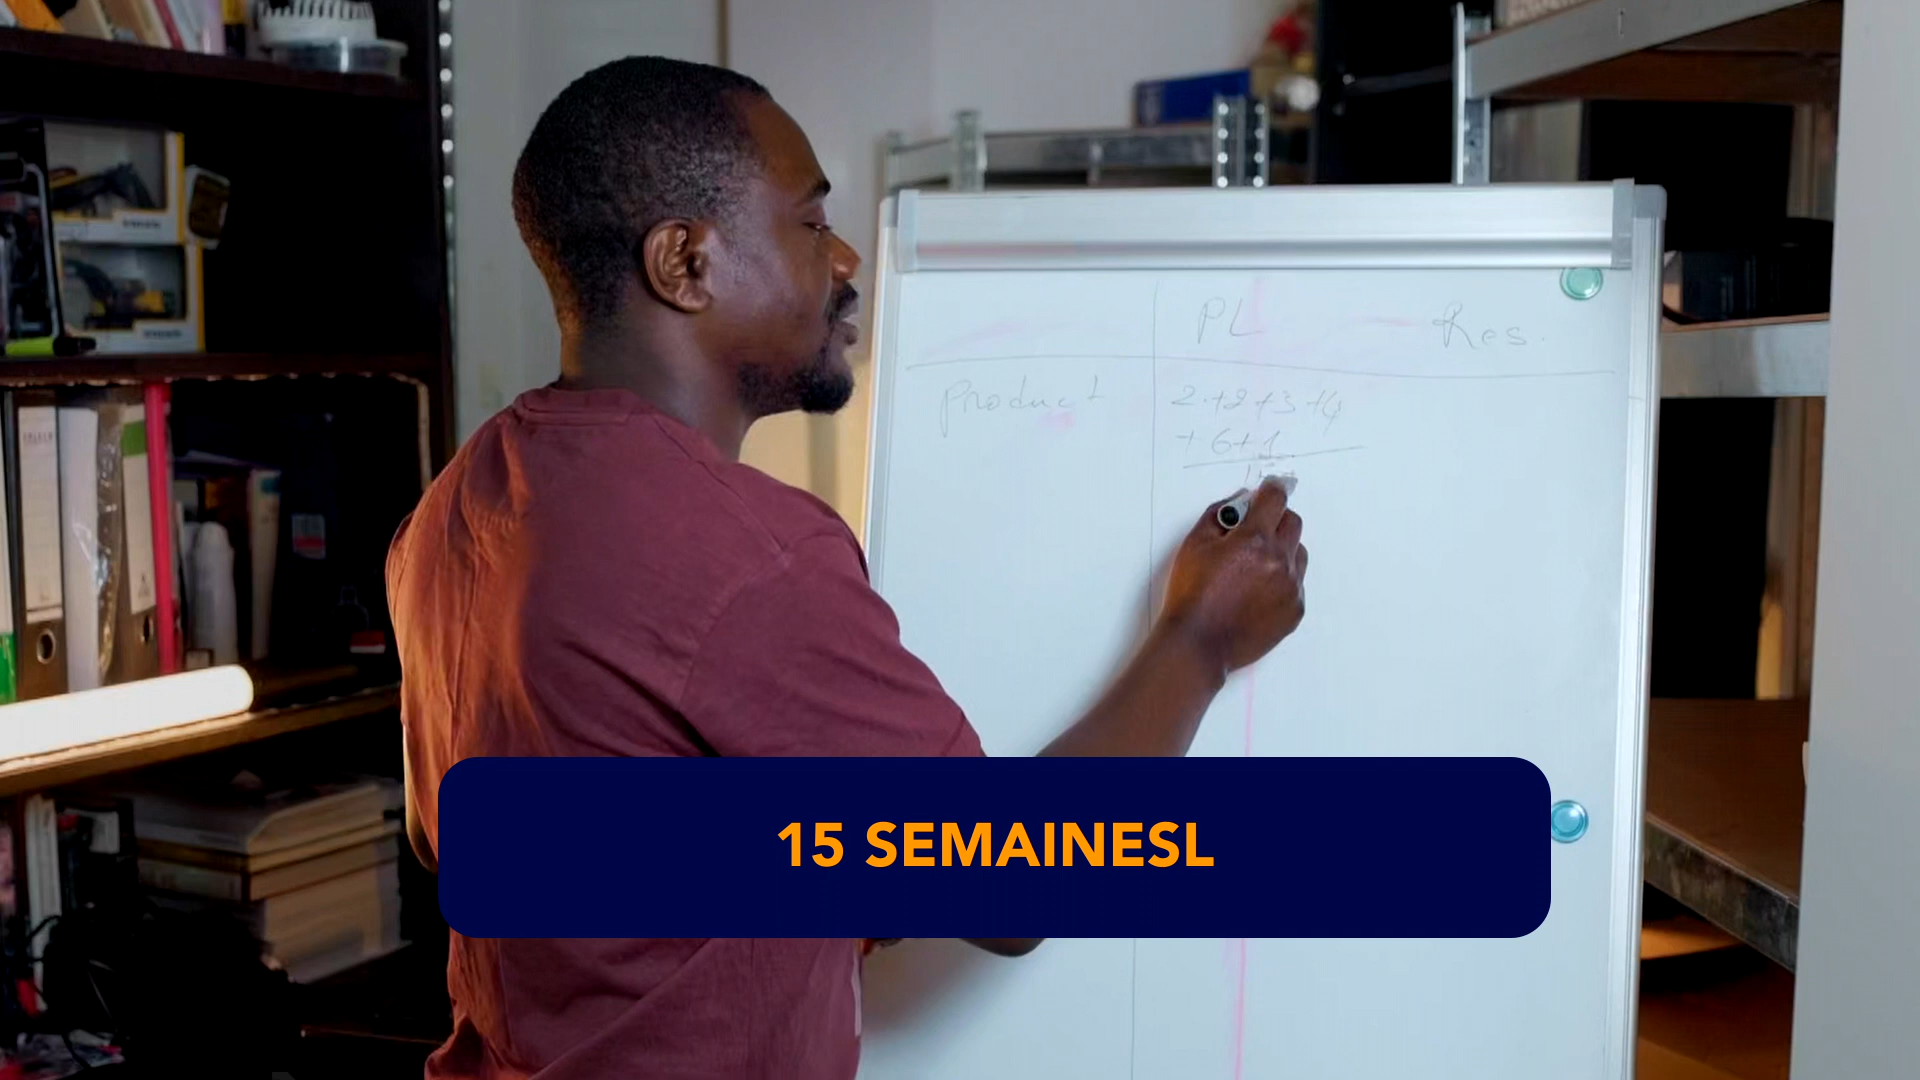 PL Res.
Product 2+2+3+4
+ 6+1
15 SEMAINESL